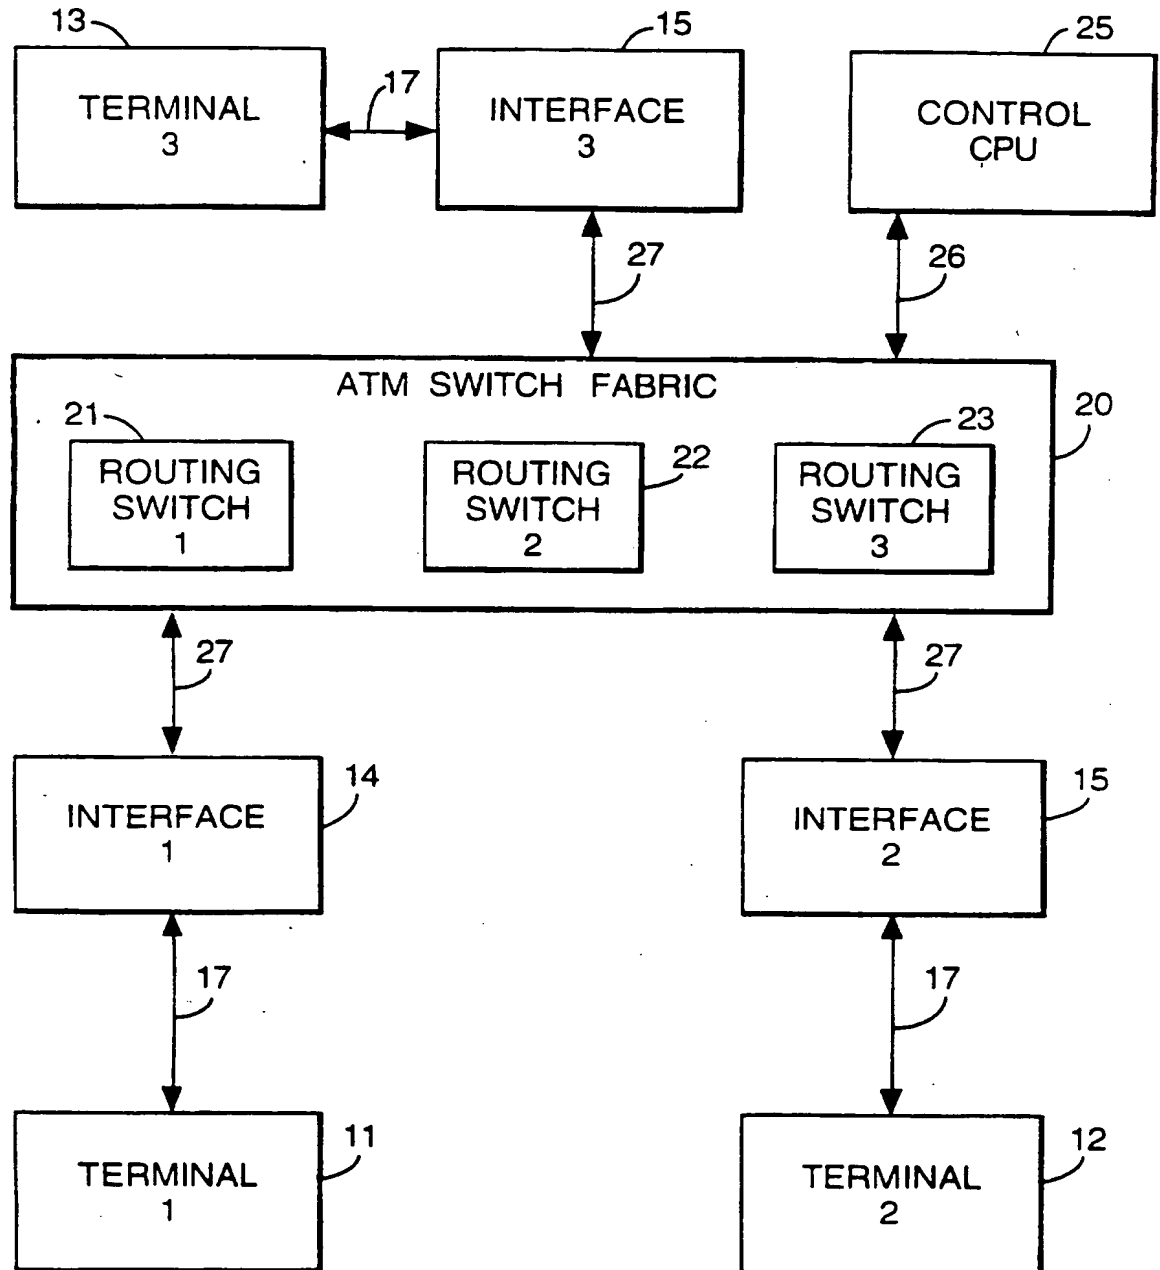 13
15
25
TERMINAL
3
17
INTERFACE
3
CONTROL
CPU
27
26
ATM SWITCH FABRIC
20
21
ROUTING
SWITCH
1
22
ROUTING
SWITCH
2
23
ROUTING
SWITCH
3
27
27
INTERFACE
1
14
INTERFACE
2
15
17
17
TERMINAL
1
11
TERMINAL
2
12